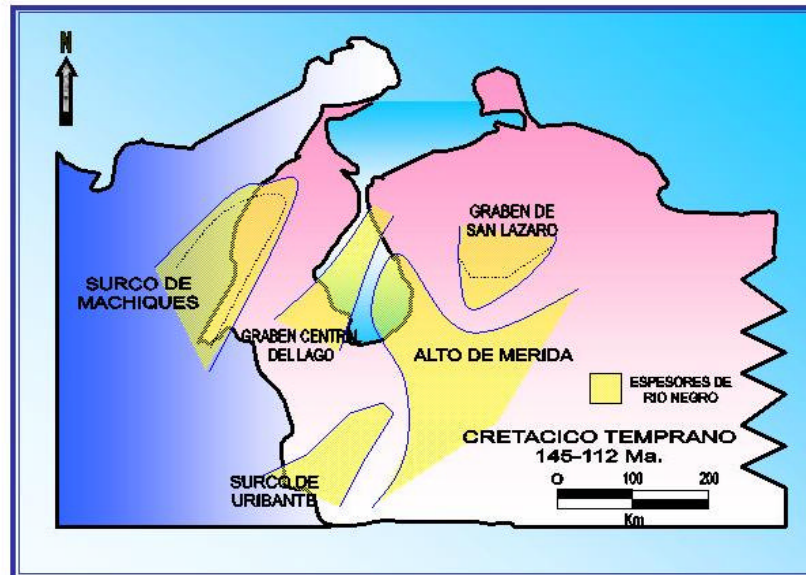 N
GRABEN DE
SAN LAZARO
SURCO DE
MACHIQUES
GRABEN CENTRAL
DEL LAGO
ALTO DE MERIDA
ESPESORES DE
RIO NEGRO
CRETACICO TEMPRANO
145-112 Ma.
SURCO DE
URIBANTE
0 100 200
Km